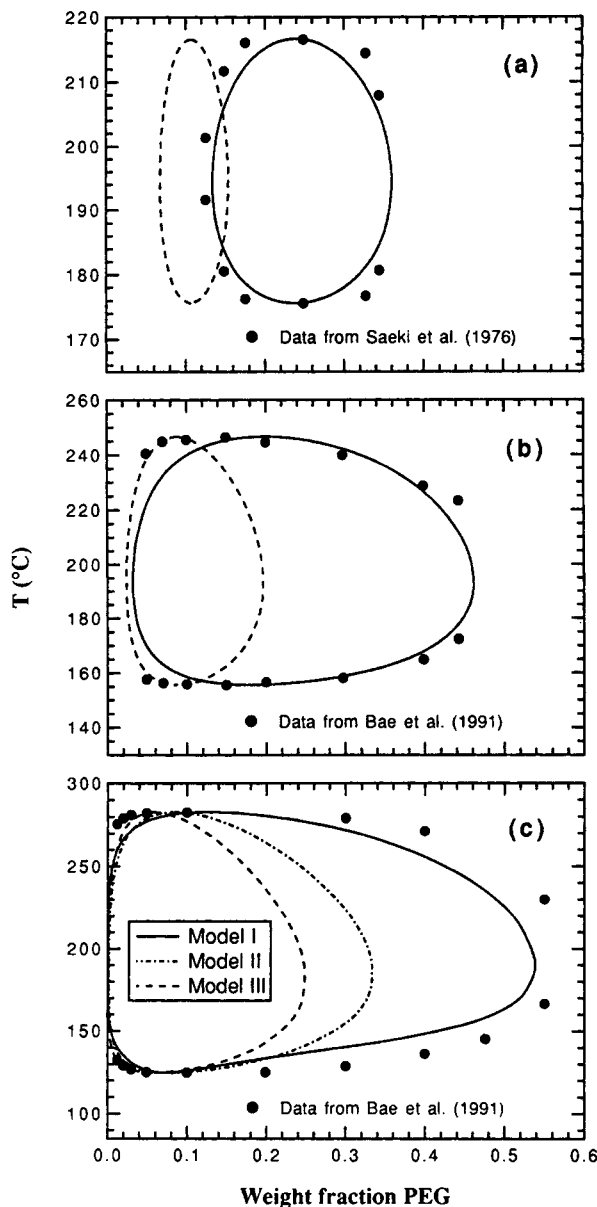 220
210
200
190
180
170
(a)
Data from Saeki et al. (1976)
260
240
220
200
180
160
140
(b)
Data from Bae et al. (1991)
T (°C)
300
250
200
150
100
(c)
Model I
Model II
Model III
Data from Bae et al. (1991)
0.0 0.1 0.2 0.3 0.4 0.5 0.6
Weight fraction PEG